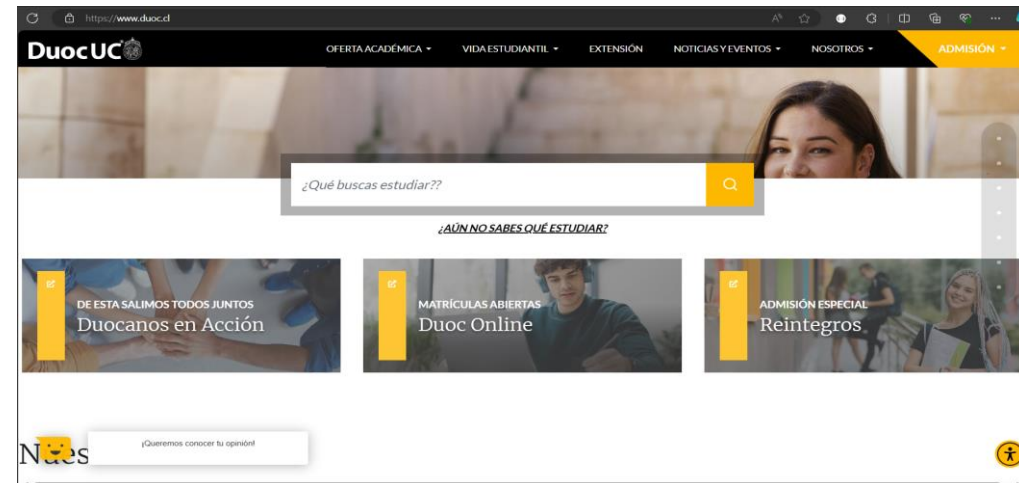 https://www.duoc.cl
DuocUC
OFERTA ACADÉMICA
VIDA ESTUDIANTIL
EXTENSIÓN
NOTICIAS Y EVENTOS
NOSOTROS
ADMISIÓN
¿Qué buscas estudiar??
¿AÚN NO SABES QUÉ ESTUDIAR?
DE ESTA SALIMOS TODOS JUNTOS
Duocanos en Acción
MATRÍCULAS ABIERTAS
Duoc Online
ADMISIÓN ESPECIAL
Reintegros
¡Queremos conocer tu opinión!